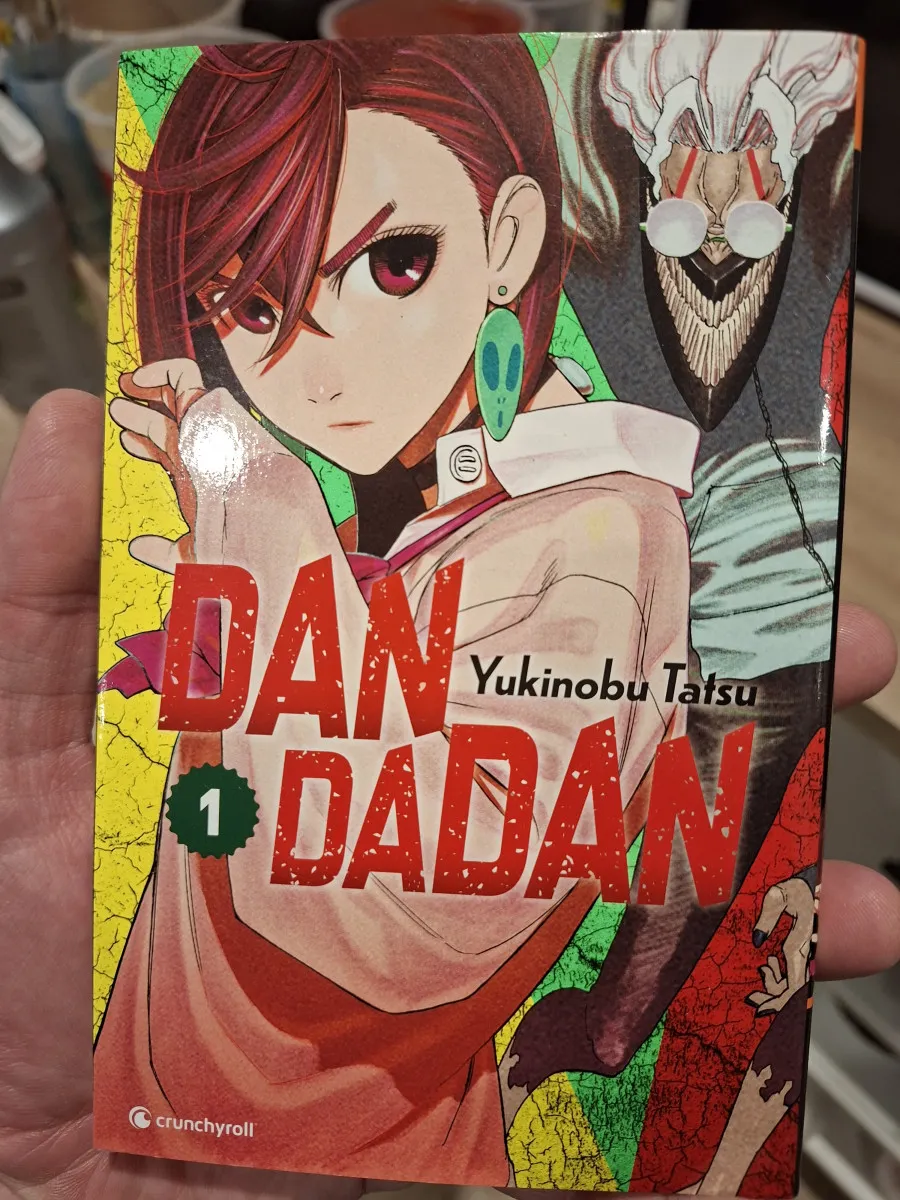 DAN
Yukinobu Tatsu
DADAN
1
crunchyroll